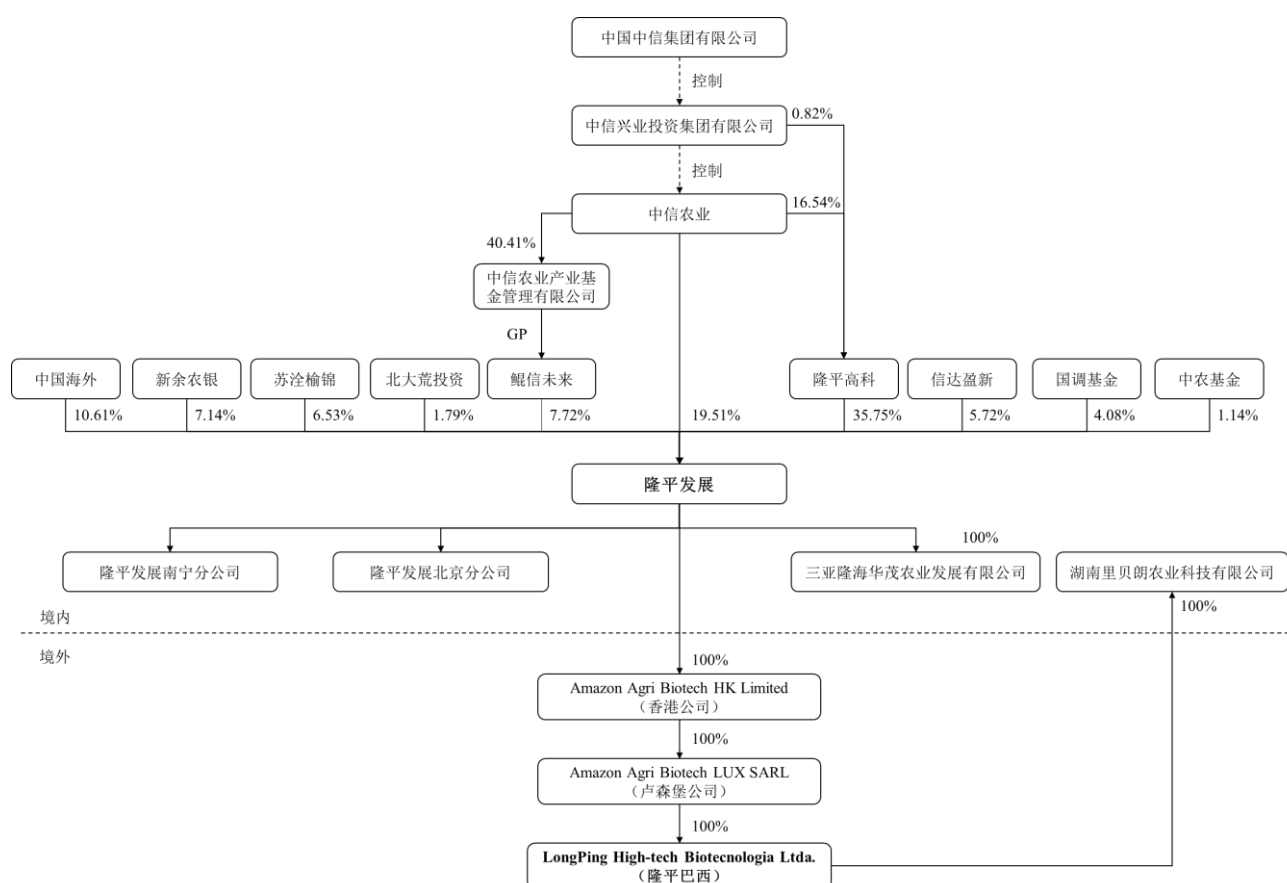 中国中信集团有限公司
控制
中信兴业投资集团有限公司
0.82%
控制
中信农业
16.54%
40.41%
中信农业产业基
金管理有限公司
GP
中国海外
新余农银
苏洤榆锦
北大荒投资
鲲信未来
隆平高科
信达盈新
国调基金
中农基金
10.61%
7.14%
6.53%
1.79%
7.72%
19.51%
35.75%
5.72%
4.08%
1.14%
隆平发展
100%
隆平发展南宁分公司
隆平发展北京分公司
三亚隆海华茂农业发展有限公司
湖南里贝朗农业科技有限公司
100%
境内
境外
100%
Amazon Agri Biotech HK Limited
（香港公司）
100%
Amazon Agri Biotech LUX SARL
（卢森堡公司）
100%
LongPing High-tech Biotecnologia Ltda.
（隆平巴西）